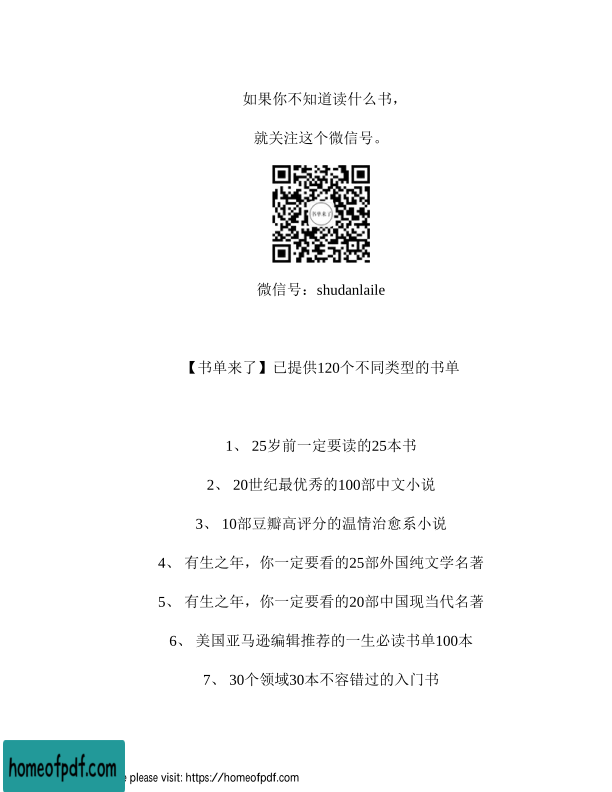 如果你不知道读什么书，
就关注这个微信号。
书单来了
微信号：shudanlaile
【书单来了】已提供120个不同类型的书单
1、 25岁前一定要读的25本书
2、 20世纪最优秀的100部中文小说
3、 10部豆瓣高评分的温情治愈系小说
4、 有生之年，你一定要看的25部外国纯文学名著
5、 有生之年，你一定要看的20部中国现当代名著
6、 美国亚马逊编辑推荐的一生必读书单100本
7、 30个领域30本不容错过的入门书
homeofpdf.com
please visit: https://homeofpdf.com